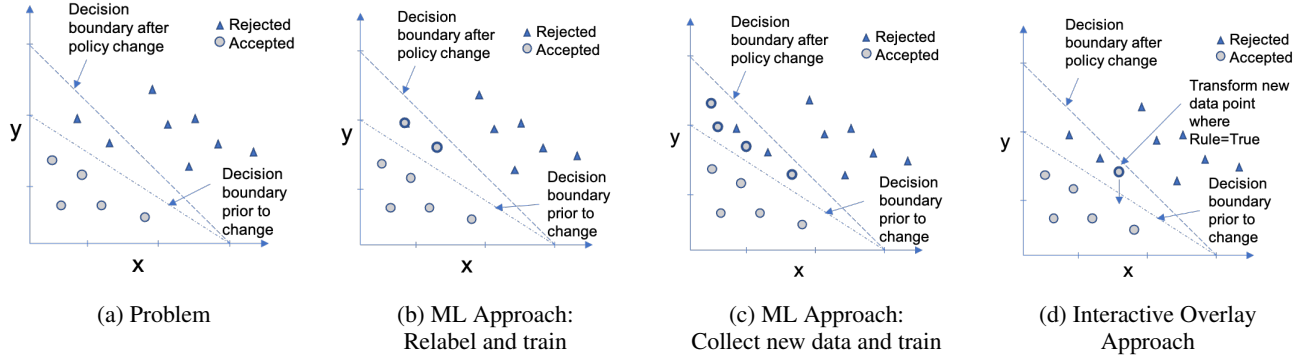 Decision
boundary after
policy change
Rejected
Accepted
y
Decision
boundary
prior to
change
x
(a) Problem
Decision
boundary after
policy change
Rejected
Accepted
y
Decision
boundary
prior to
change
x
(b) ML Approach:
Relabel and train
Decision
boundary after
policy change
Rejected
Accepted
y
Decision
boundary
prior to
change
x
(c) ML Approach:
Collect new data and train
Decision
boundary after
policy change
Rejected
Accepted
Transform new
data point
where
Rule=True
y
Decision
boundary
prior to
change
x
(d) Interactive Overlay
Approach